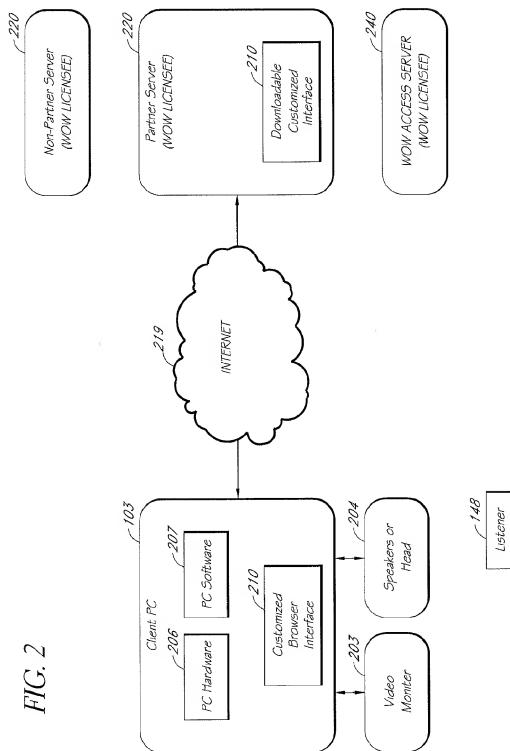 FIG. 2
Client PC
103
206
PC Hardware
207
PC Software
210
Customized
Browser
Interface
203
Video
Moniter
204
Speakers or
Head
148
Listener
219
INTERNET
220
Non-Partner Server
(WOW LICENSEE)
220
Partner Server
(WOW LICENSEE)
210
Downloadable
Customized
Interface
240
WOW ACCESS SERVER
(WOW LICENSEE)